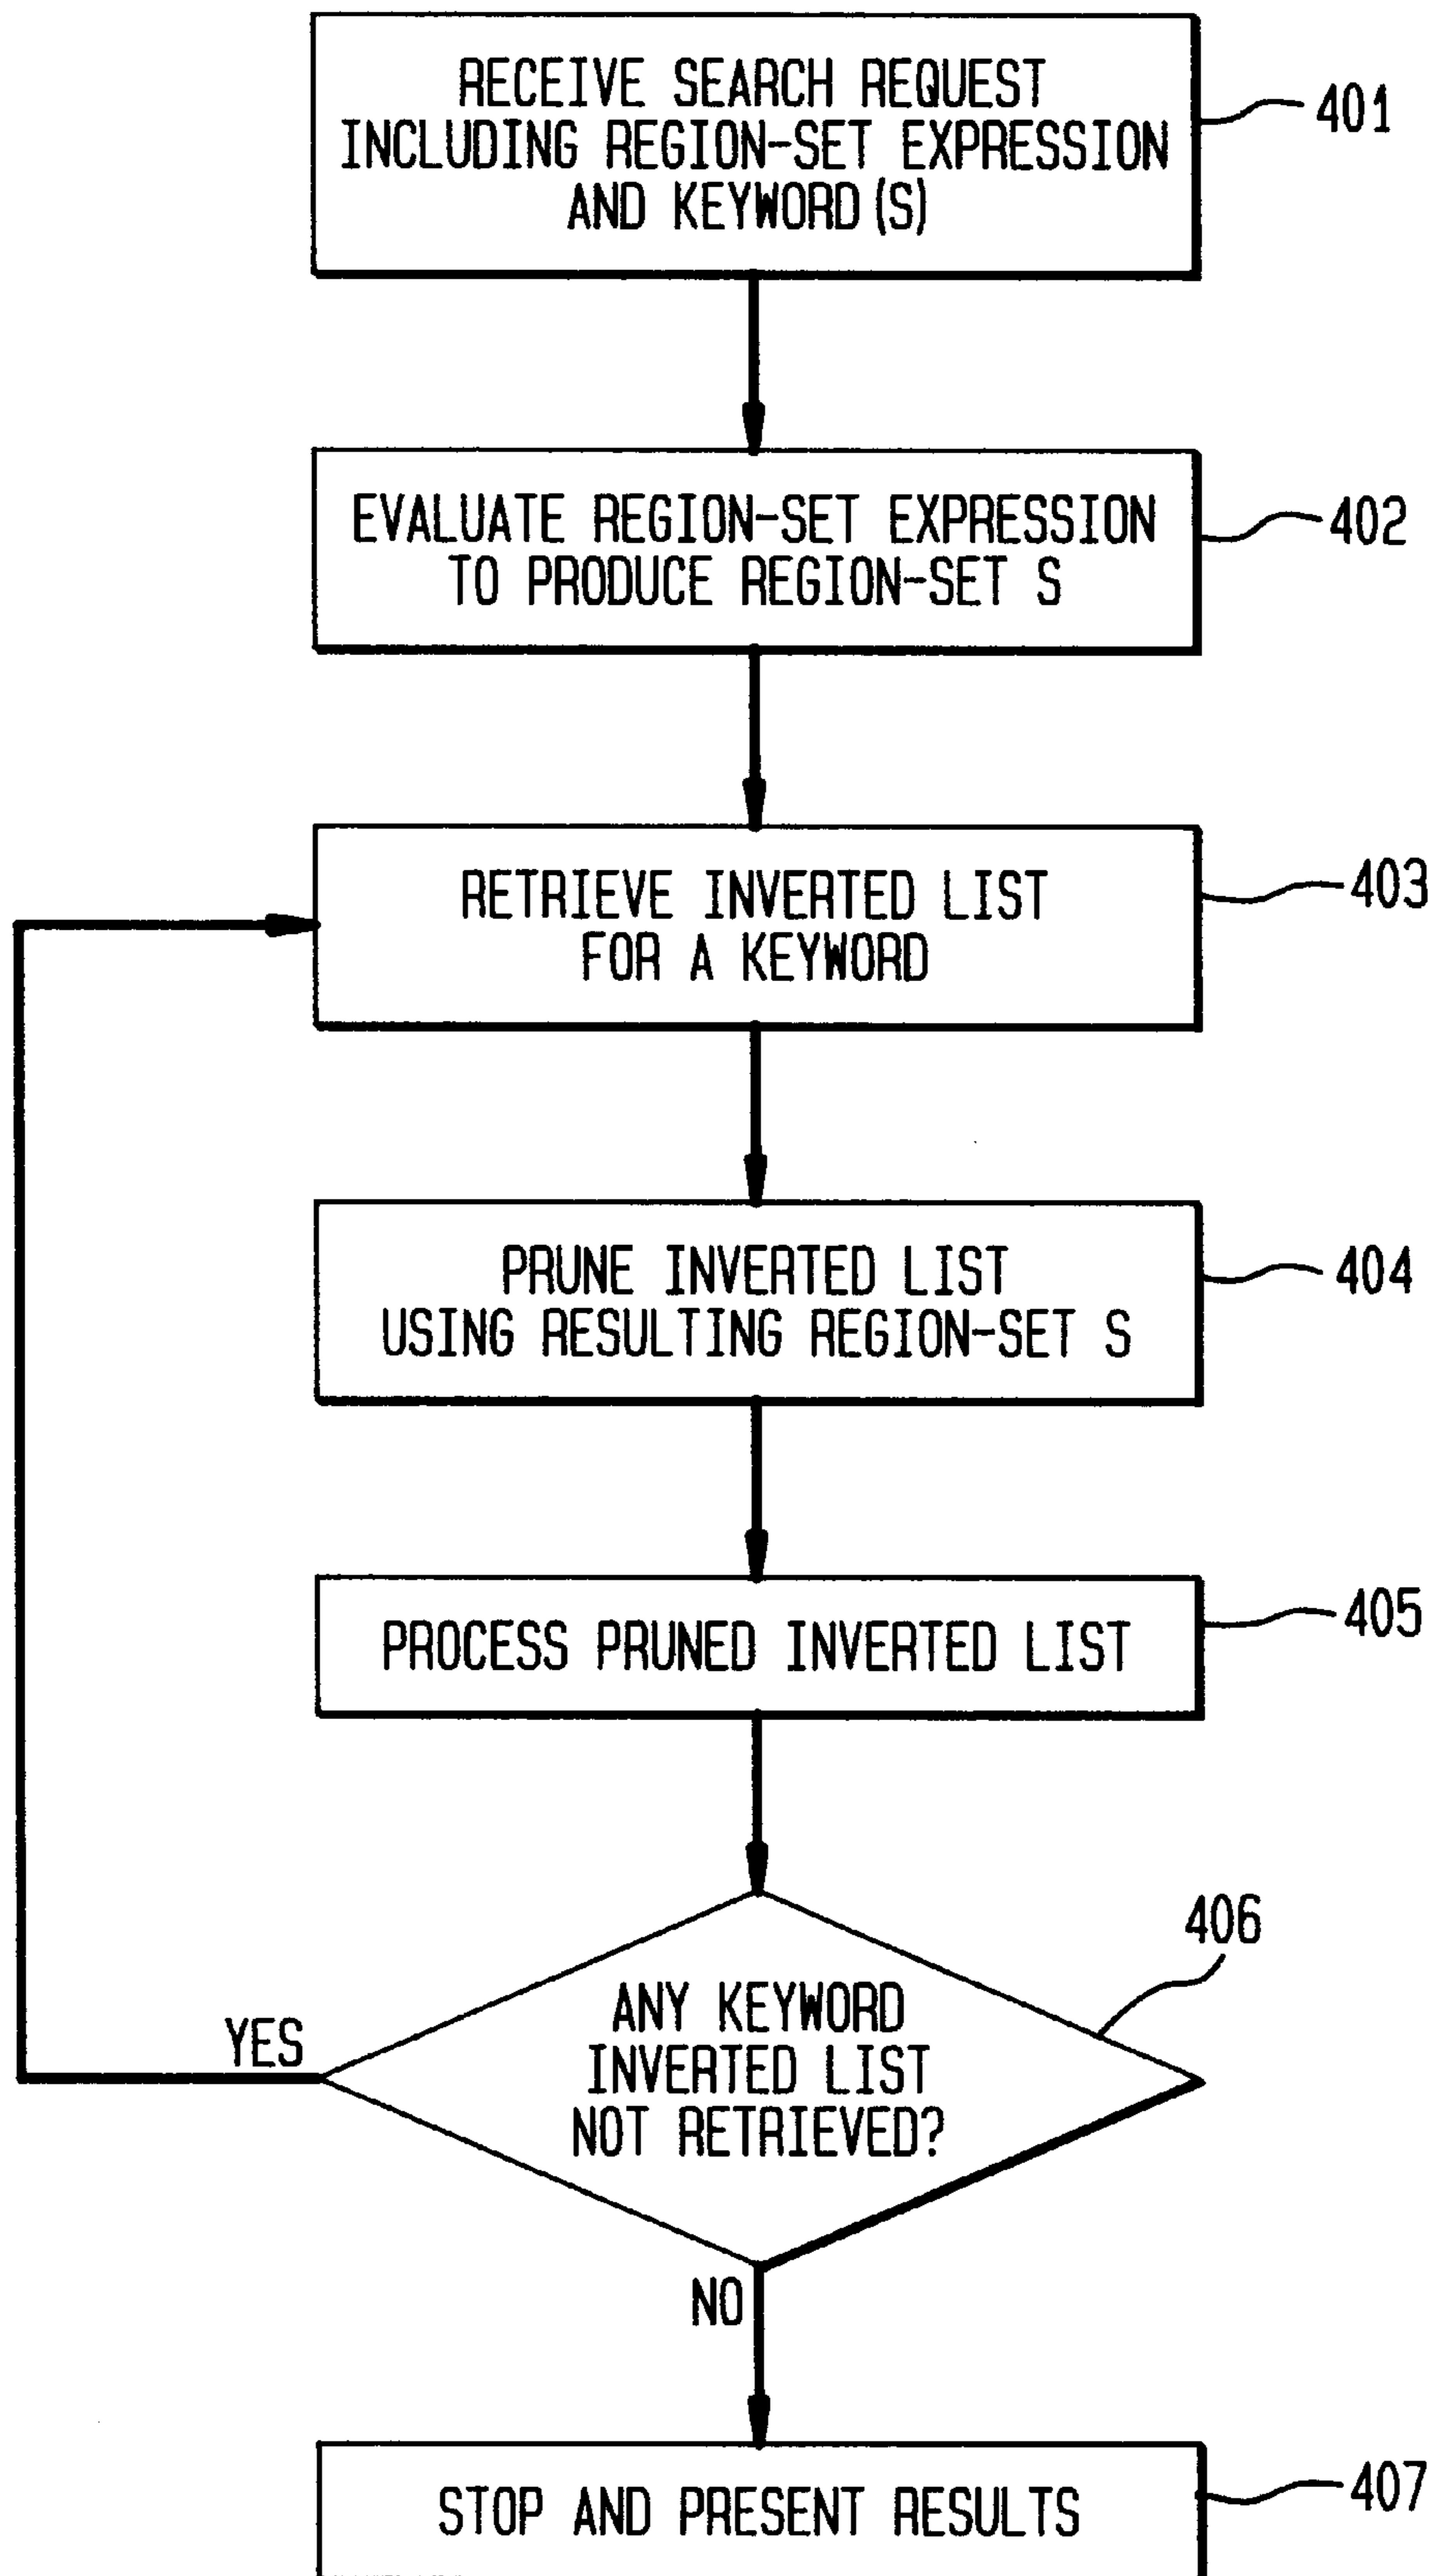 RECEIVE SEARCH REQUEST
INCLUDING REGION-SET EXPRESSION
AND KEYWORD(S)
401
EVALUATE REGION-SET EXPRESSION
TO PRODUCE REGION-SET S
402
RETRIEVE INVERTED LIST
FOR A KEYWORD
403
PRUNE INVERTED LIST
USING RESULTING REGION-SET S
404
PROCESS PRUNED INVERTED LIST
405
406
ANY KEYWORD
INVERTED LIST
NOT RETRIEVED?
YES
NO
STOP AND PRESENT RESULTS
407